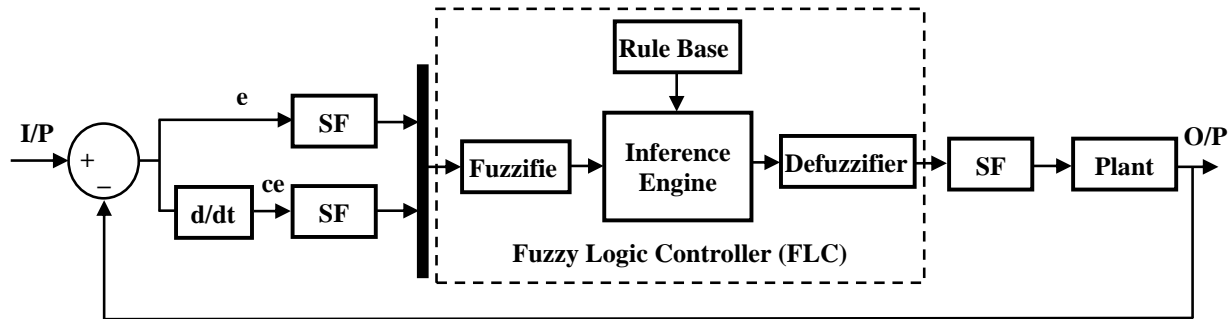 I/P
+
−
e
SF
d/dt
ce
SF
Fuzzifie
Rule Base
Inference
Engine
Defuzzifier
Fuzzy Logic Controller (FLC)
SF
Plant
O/P